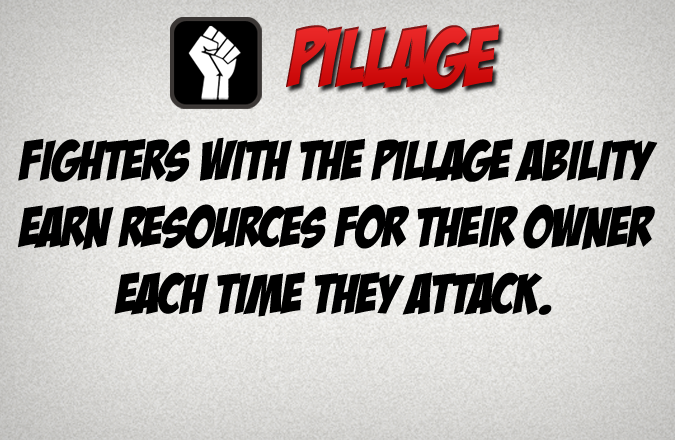 PILLAGE
FIGHTERS WITH THE PILLAGE ABILITY
EARN RESOURCES FOR THEIR OWNER
EACH TIME THEY ATTACK.